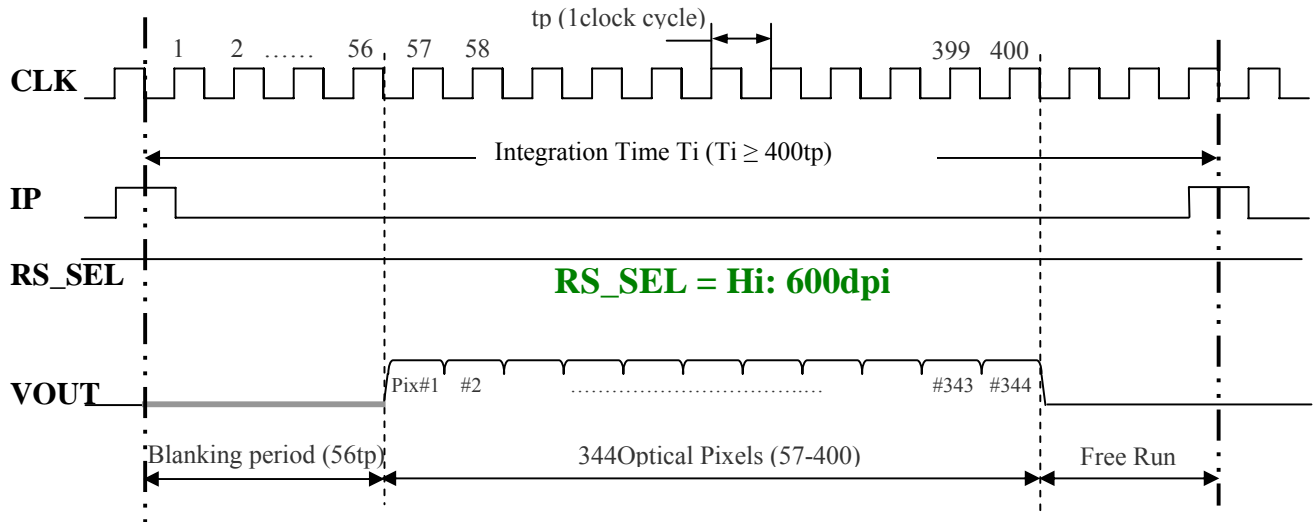 tp (1clock cycle)
1 2 …… 56 57 58 399 400
CLK
Integration Time Ti (Ti ≥ 400tp)
IP
RS_SEL
RS_SEL = Hi: 600dpi
Pix#1 #2 ………………………… #343 #344
VOUT
Blanking period (56tp) 344Optical Pixels (57-400) Free Run